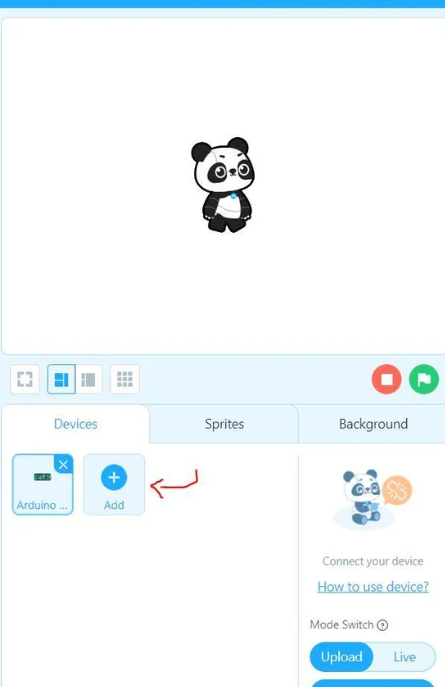 Devices
Sprites
Background
Arduino ...
Add
Connect your device
How to use device?
Mode Switch ?
Upload
Live